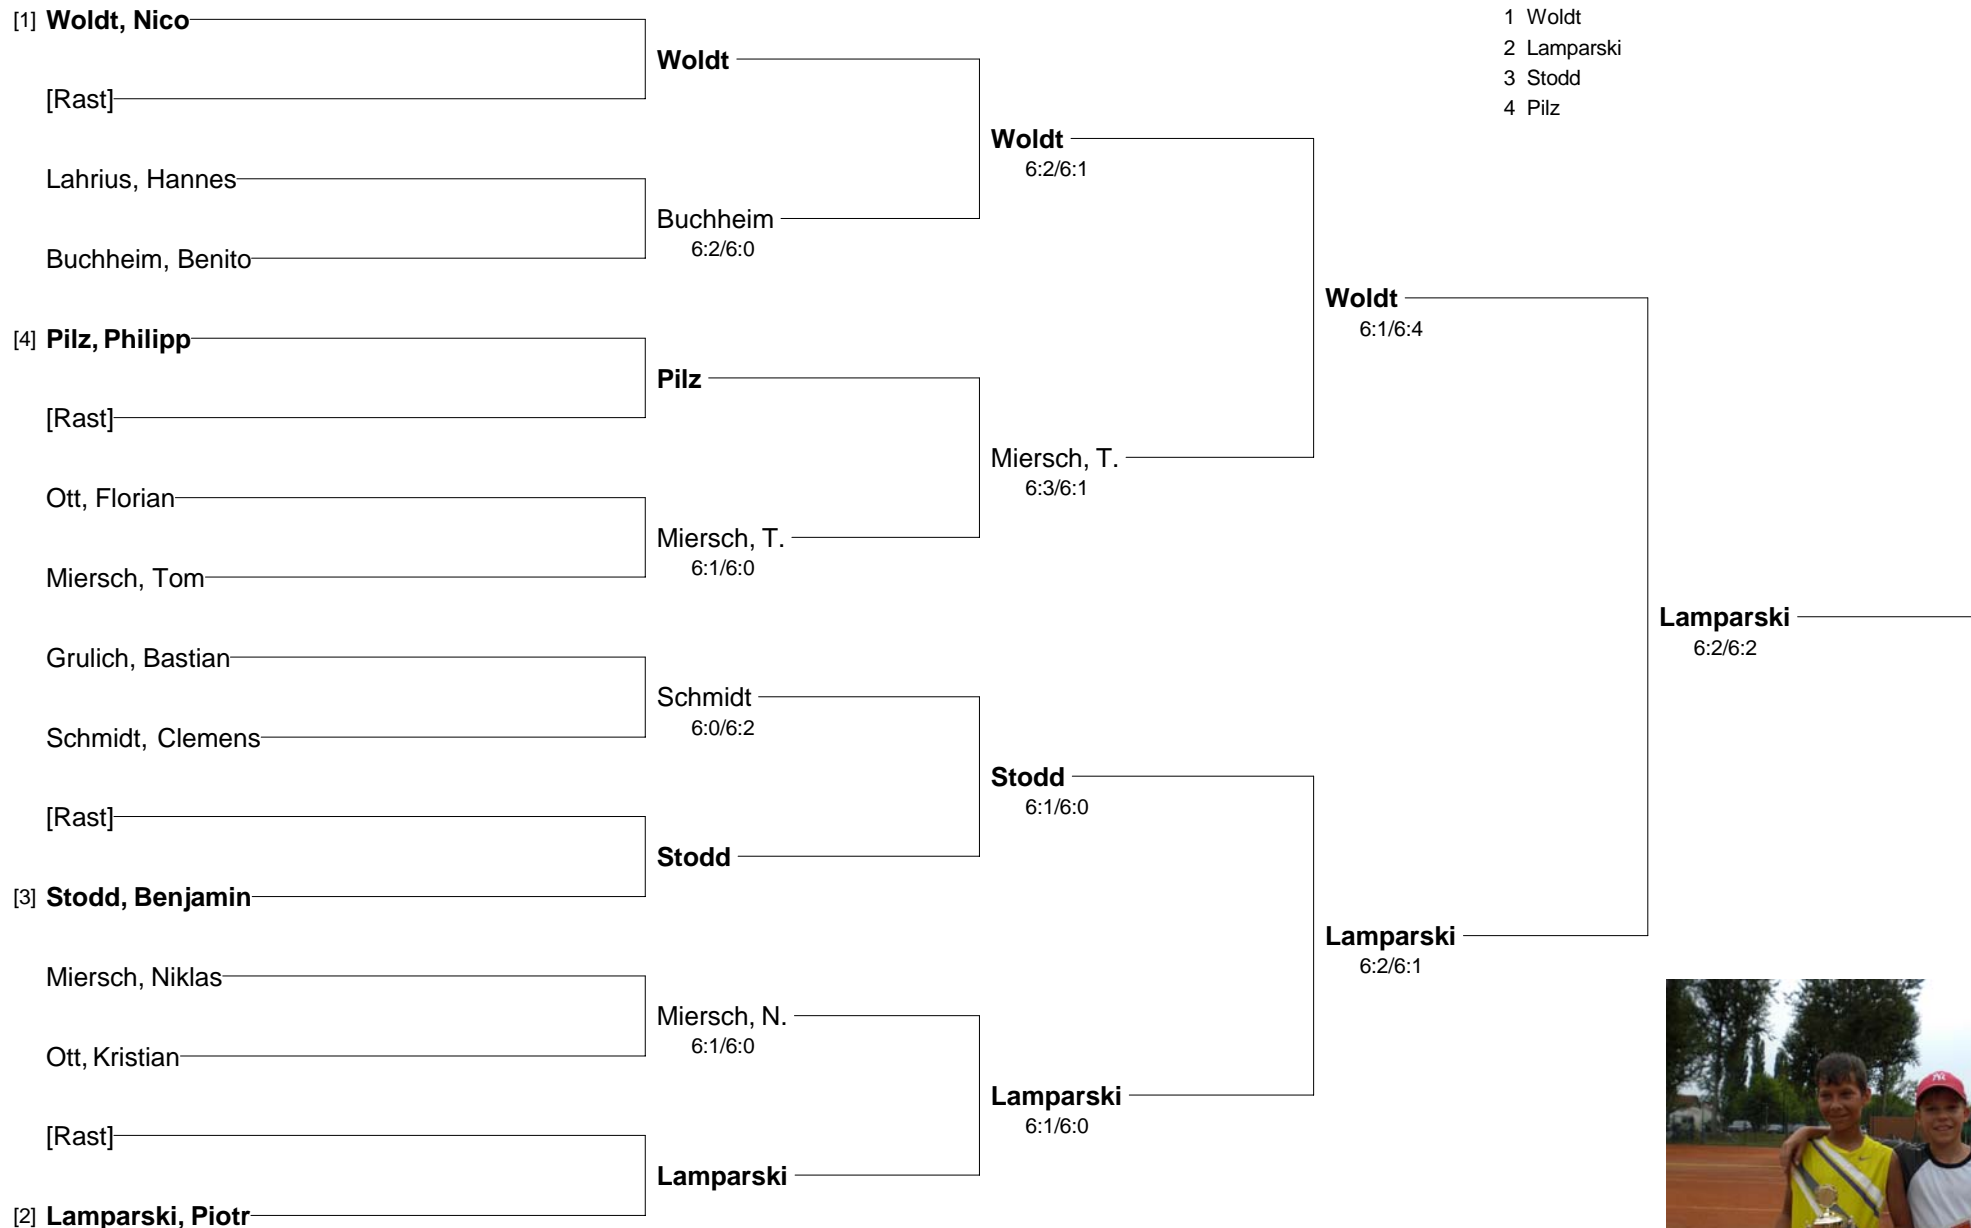 [1] Woldt, Nico
[Rast]
Lahrius, Hannes
Buchheim, Benito
[4] Pilz, Philipp
[Rast]
Ott, Florian
Miersch, Tom
Grulich, Bastian
Schmidt, Clemens
[Rast]
[3] Stodd, Benjamin
Miersch, Niklas
Ott, Kristian
[Rast]
[2] Lamparski, Piotr
Woldt
Buchheim
6:2/6:0
Pilz
Miersch, T.
6:1/6:0
Schmidt
6:0/6:2
Stodd
Miersch, N.
6:1/6:0
Lamparski
Woldt
6:2/6:1
Miersch, T.
6:3/6:1
Stodd
6:1/6:0
Lamparski
6:1/6:0
Woldt
6:1/6:4
Lamparski
6:2/6:1
Lamparski
6:2/6:2
1 Woldt
2 Lamparski
3 Stodd
4 Pilz